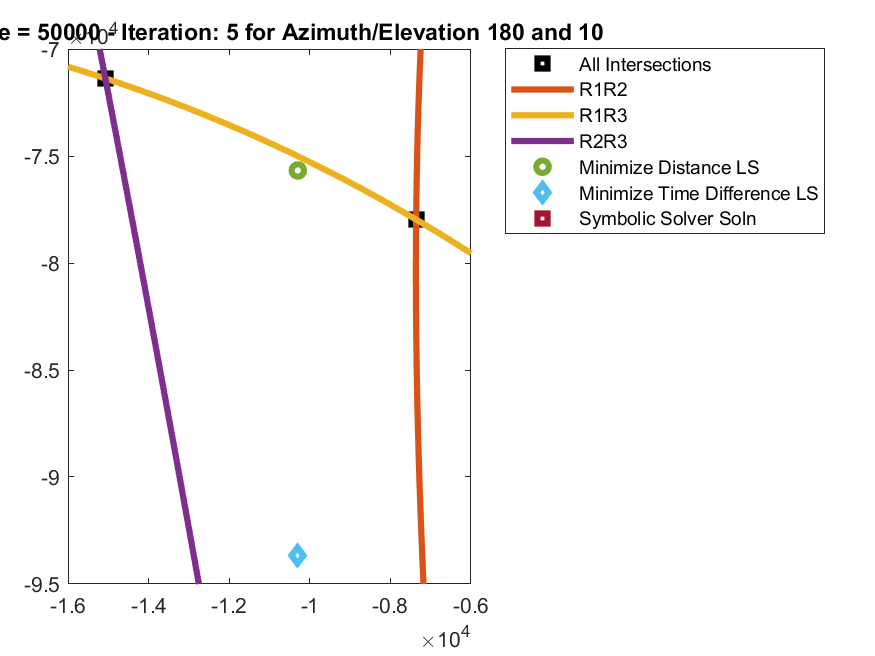 e = 50000 - Iteration: 5 for Azimuth/Elevation 180 and 10
×10^4
-7
-7.5
-8
-8.5
-9
-9.5
-1.6 -1.4 -1.2 -1 -0.8 -0.6
×10^4
All Intersections
R1R2
R1R3
R2R3
Minimize Distance LS
Minimize Time Difference LS
Symbolic Solver Soln